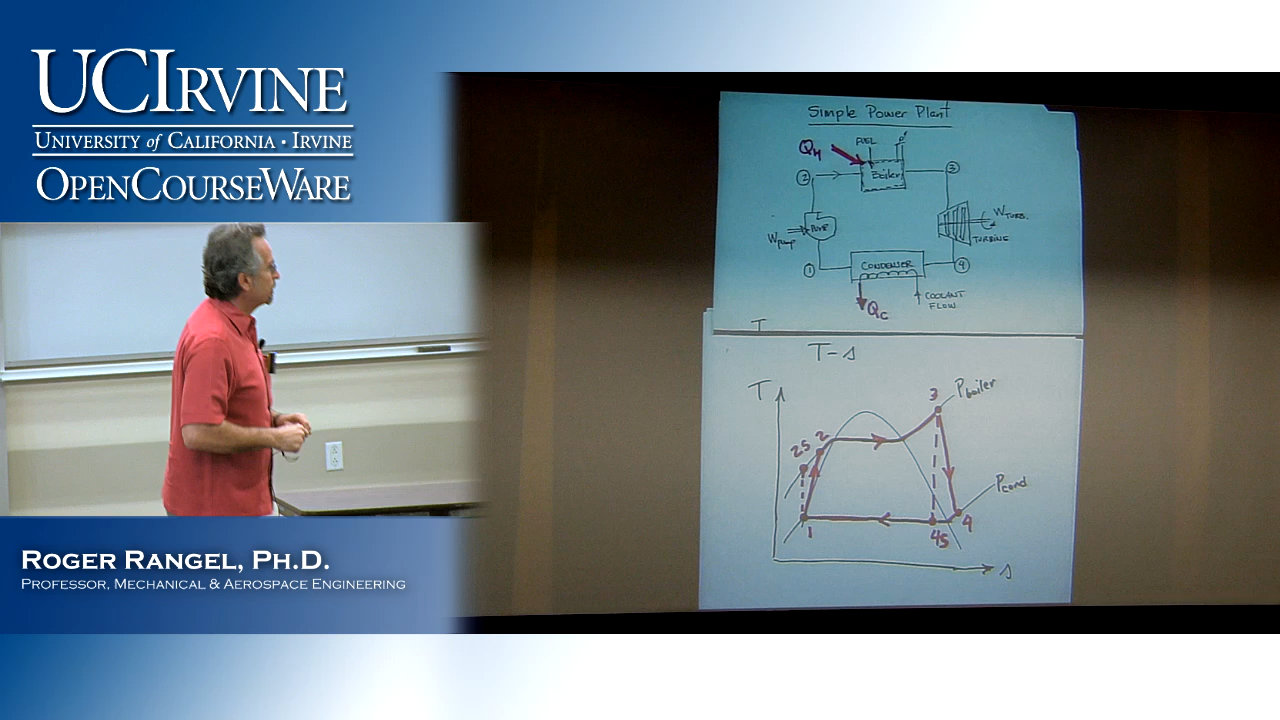 UCIRVINE
UNIVERSITY of CALIFORNIA · IRVINE
OPENCOURSEWARE
ROGER RANGEL, PH.D.
PROFESSOR, MECHANICAL & AEROSPACE ENGINEERING
Simple Power Plant
FUEL
QH
Boiler
2
3
PUMP
Wpump
WTURB.
TURBINE
1
CONDENSER
4
COOLANT
FLOW
QC
T
T-s
T
3
Pboiler
2s
2
Pcond
1
4s
4
s